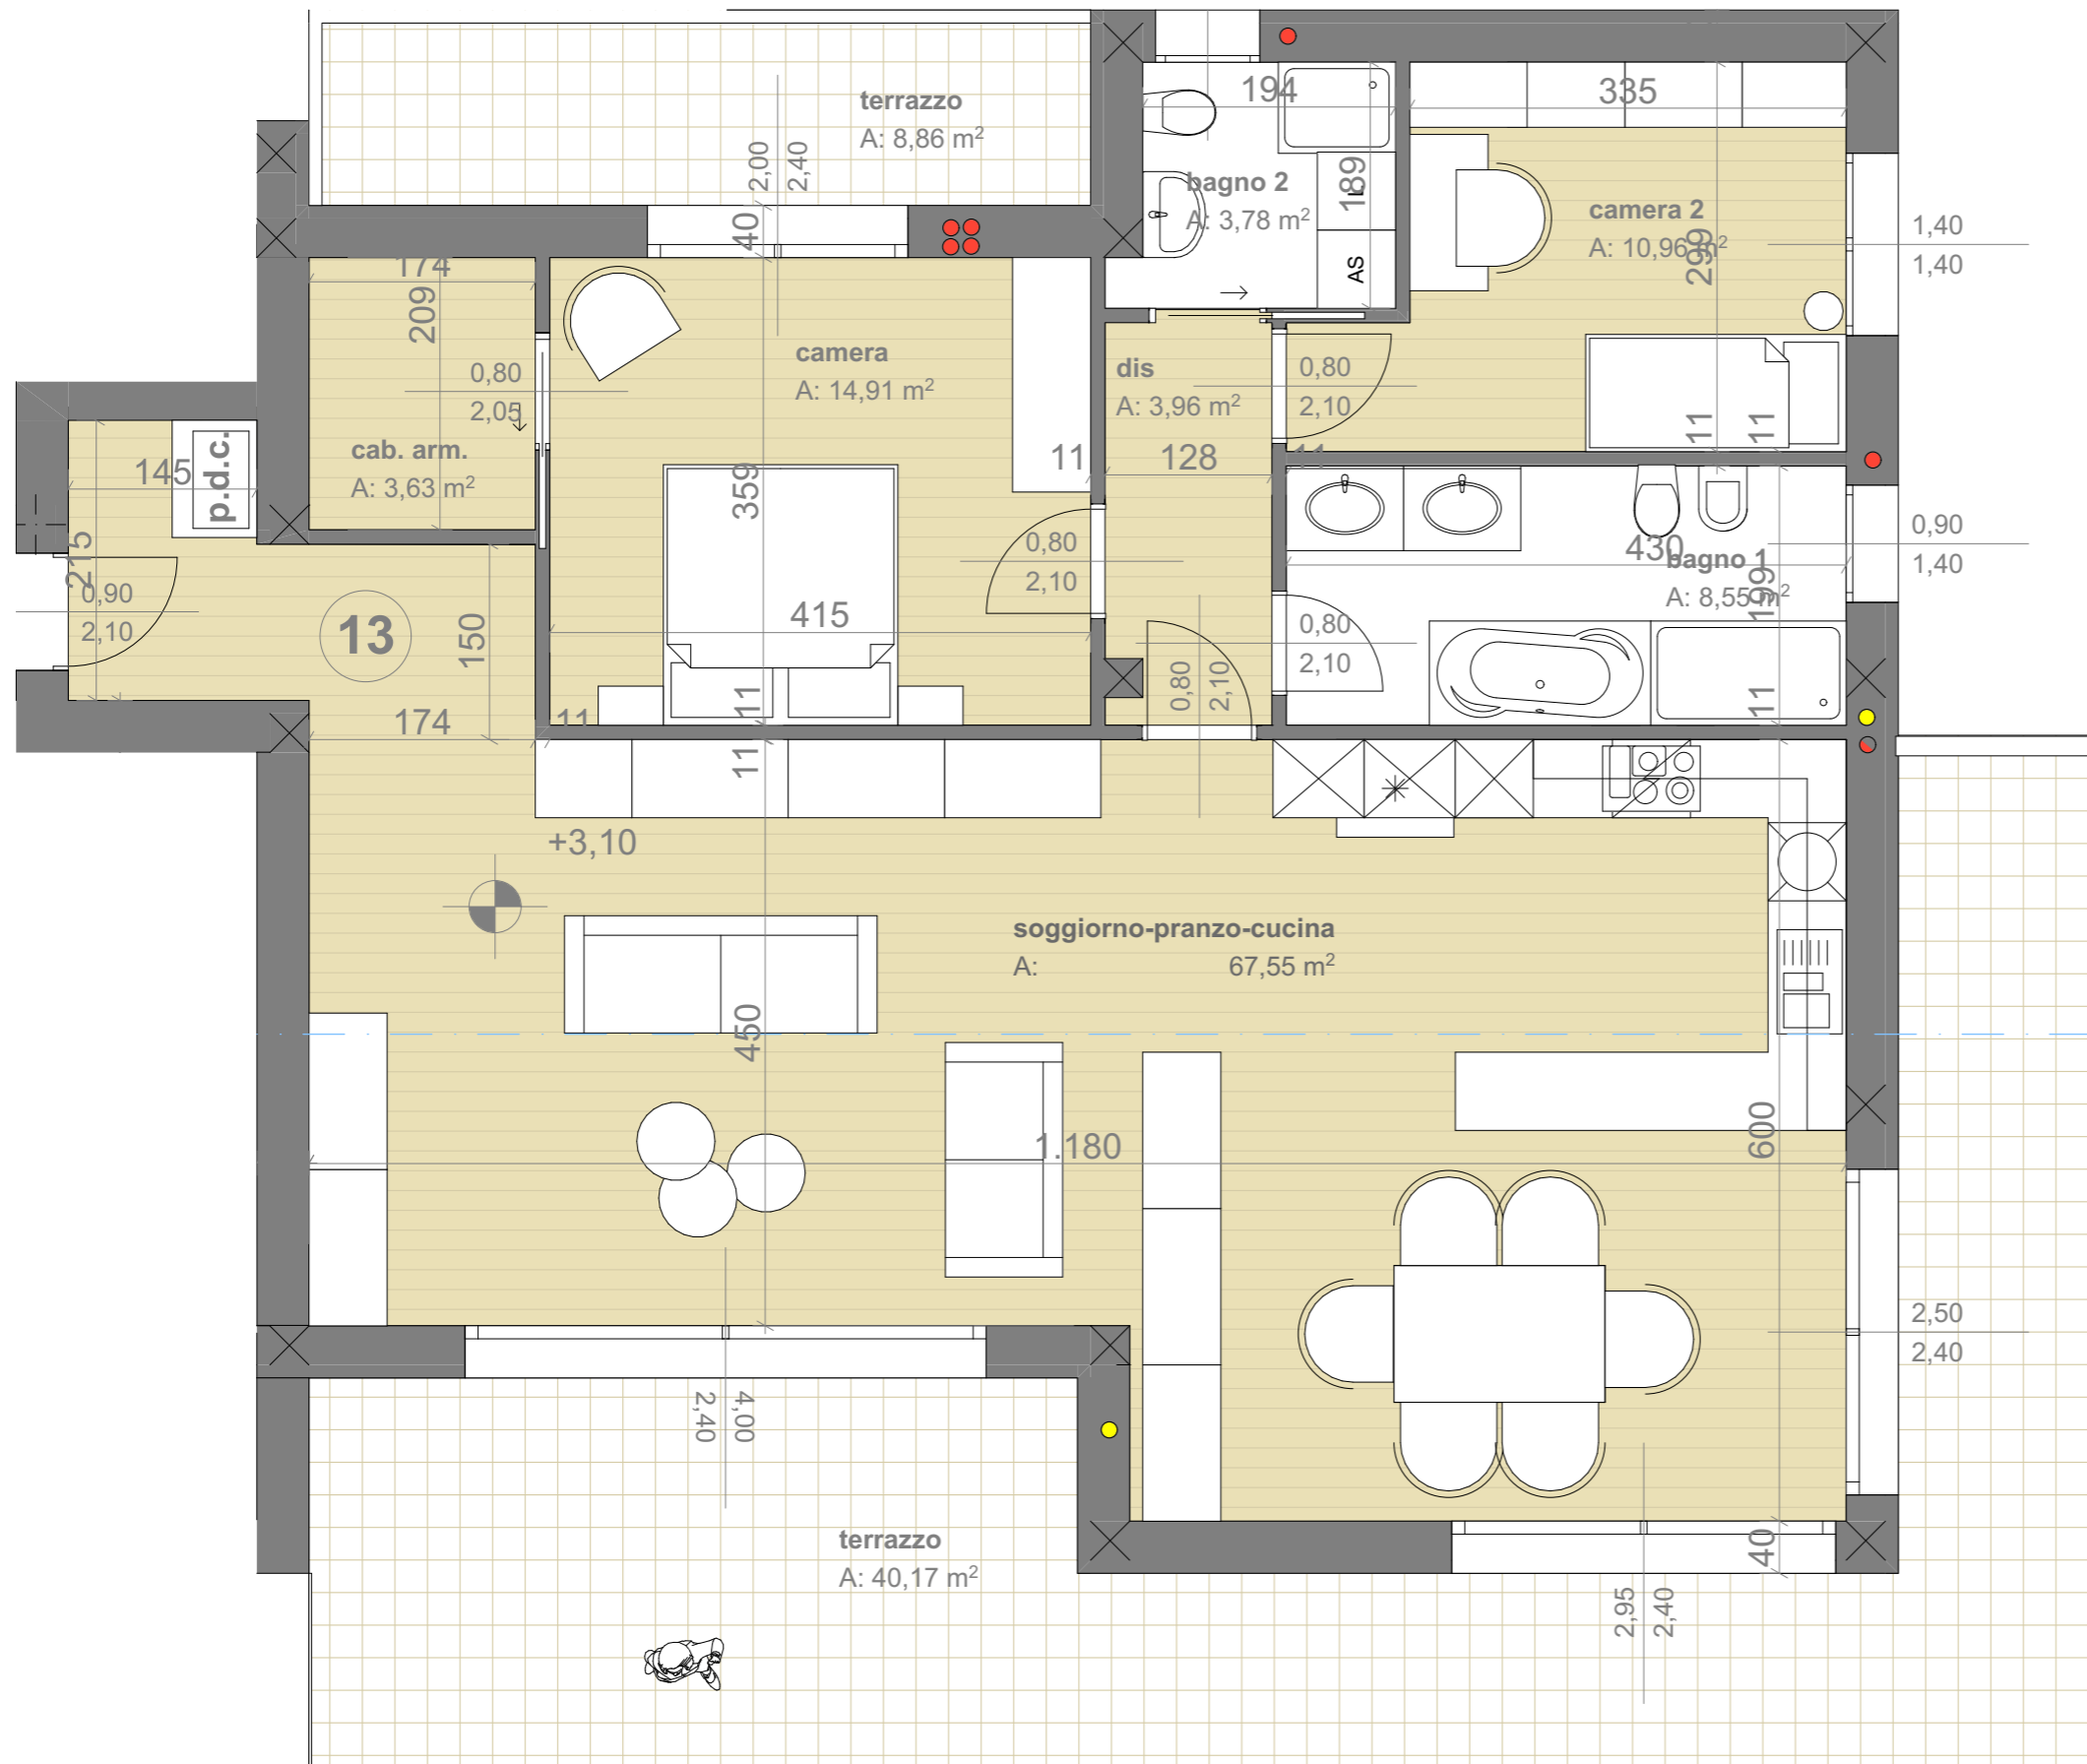 terrazzo
A: 8,86 m²
2,00
2,40
40
194
335
bagno 2
A: 3,78 m²
189
L
AS
camera 2
A: 10,96 m²
299
1,40
1,40
174
209
0,80
2,05
cab. arm.
A: 3,63 m²
camera
A: 14,91 m²
359
11
dis
A: 3,96 m²
128
11
0,80
2,10
11
11
145
p.d.c.
215
0,90
2,10
13
150
174
11
415
11
11
0,80
2,10
0,80
2,10
0,80
2,10
430
bagno 1
A: 8,55 m²
199
11
0,90
1,40
+3,10
soggiorno-pranzo-cucina
A: 67,55 m²
450
1.180
600
2,50
2,40
4,00
2,40
terrazzo
A: 40,17 m²
40
2,95
2,40